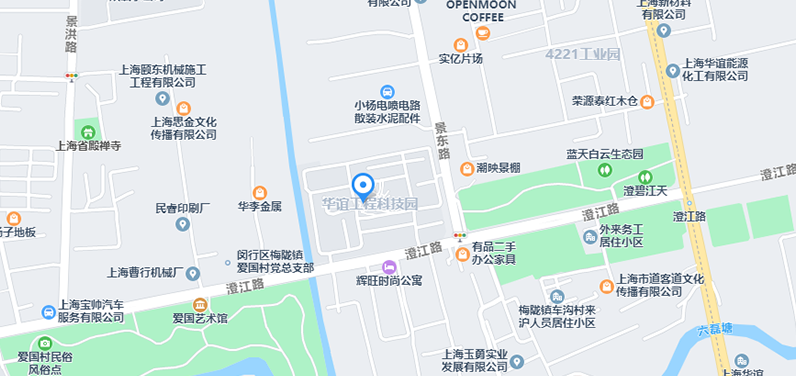 景洪路
OPENMOON
COFFEE
上海新材料
有限公司
实亿片场
4221工业园
上海颐东机械施工
工程有限公司
上海华谊能源
化工有限公司
小杨电喷电路
散装水泥配件
荣源泰红木仓
上海思金文化
传播有限公司
景东路
上海省殿禅寺
蓝天白云生态园
潮映景棚
澄碧江天
澄江路
华李金属
华谊工程科技园
民睿印刷厂
澄江路
扬子地板
外来务工
居住小区
有品二手
办公家具
澄江路
闵行区梅陇镇
爱国村党总支部
上海曹行机械厂
辉旺时尚公寓
澄江路
上海市道客道文化
传播有限公司
梅陇镇车沟村来
沪人员居住小区
上海宝帅汽车
服务有限公司
爱国艺术馆
六磊塘
爱国村民俗
风俗点
上海玉勇实业
发展有限公司
上海华谊